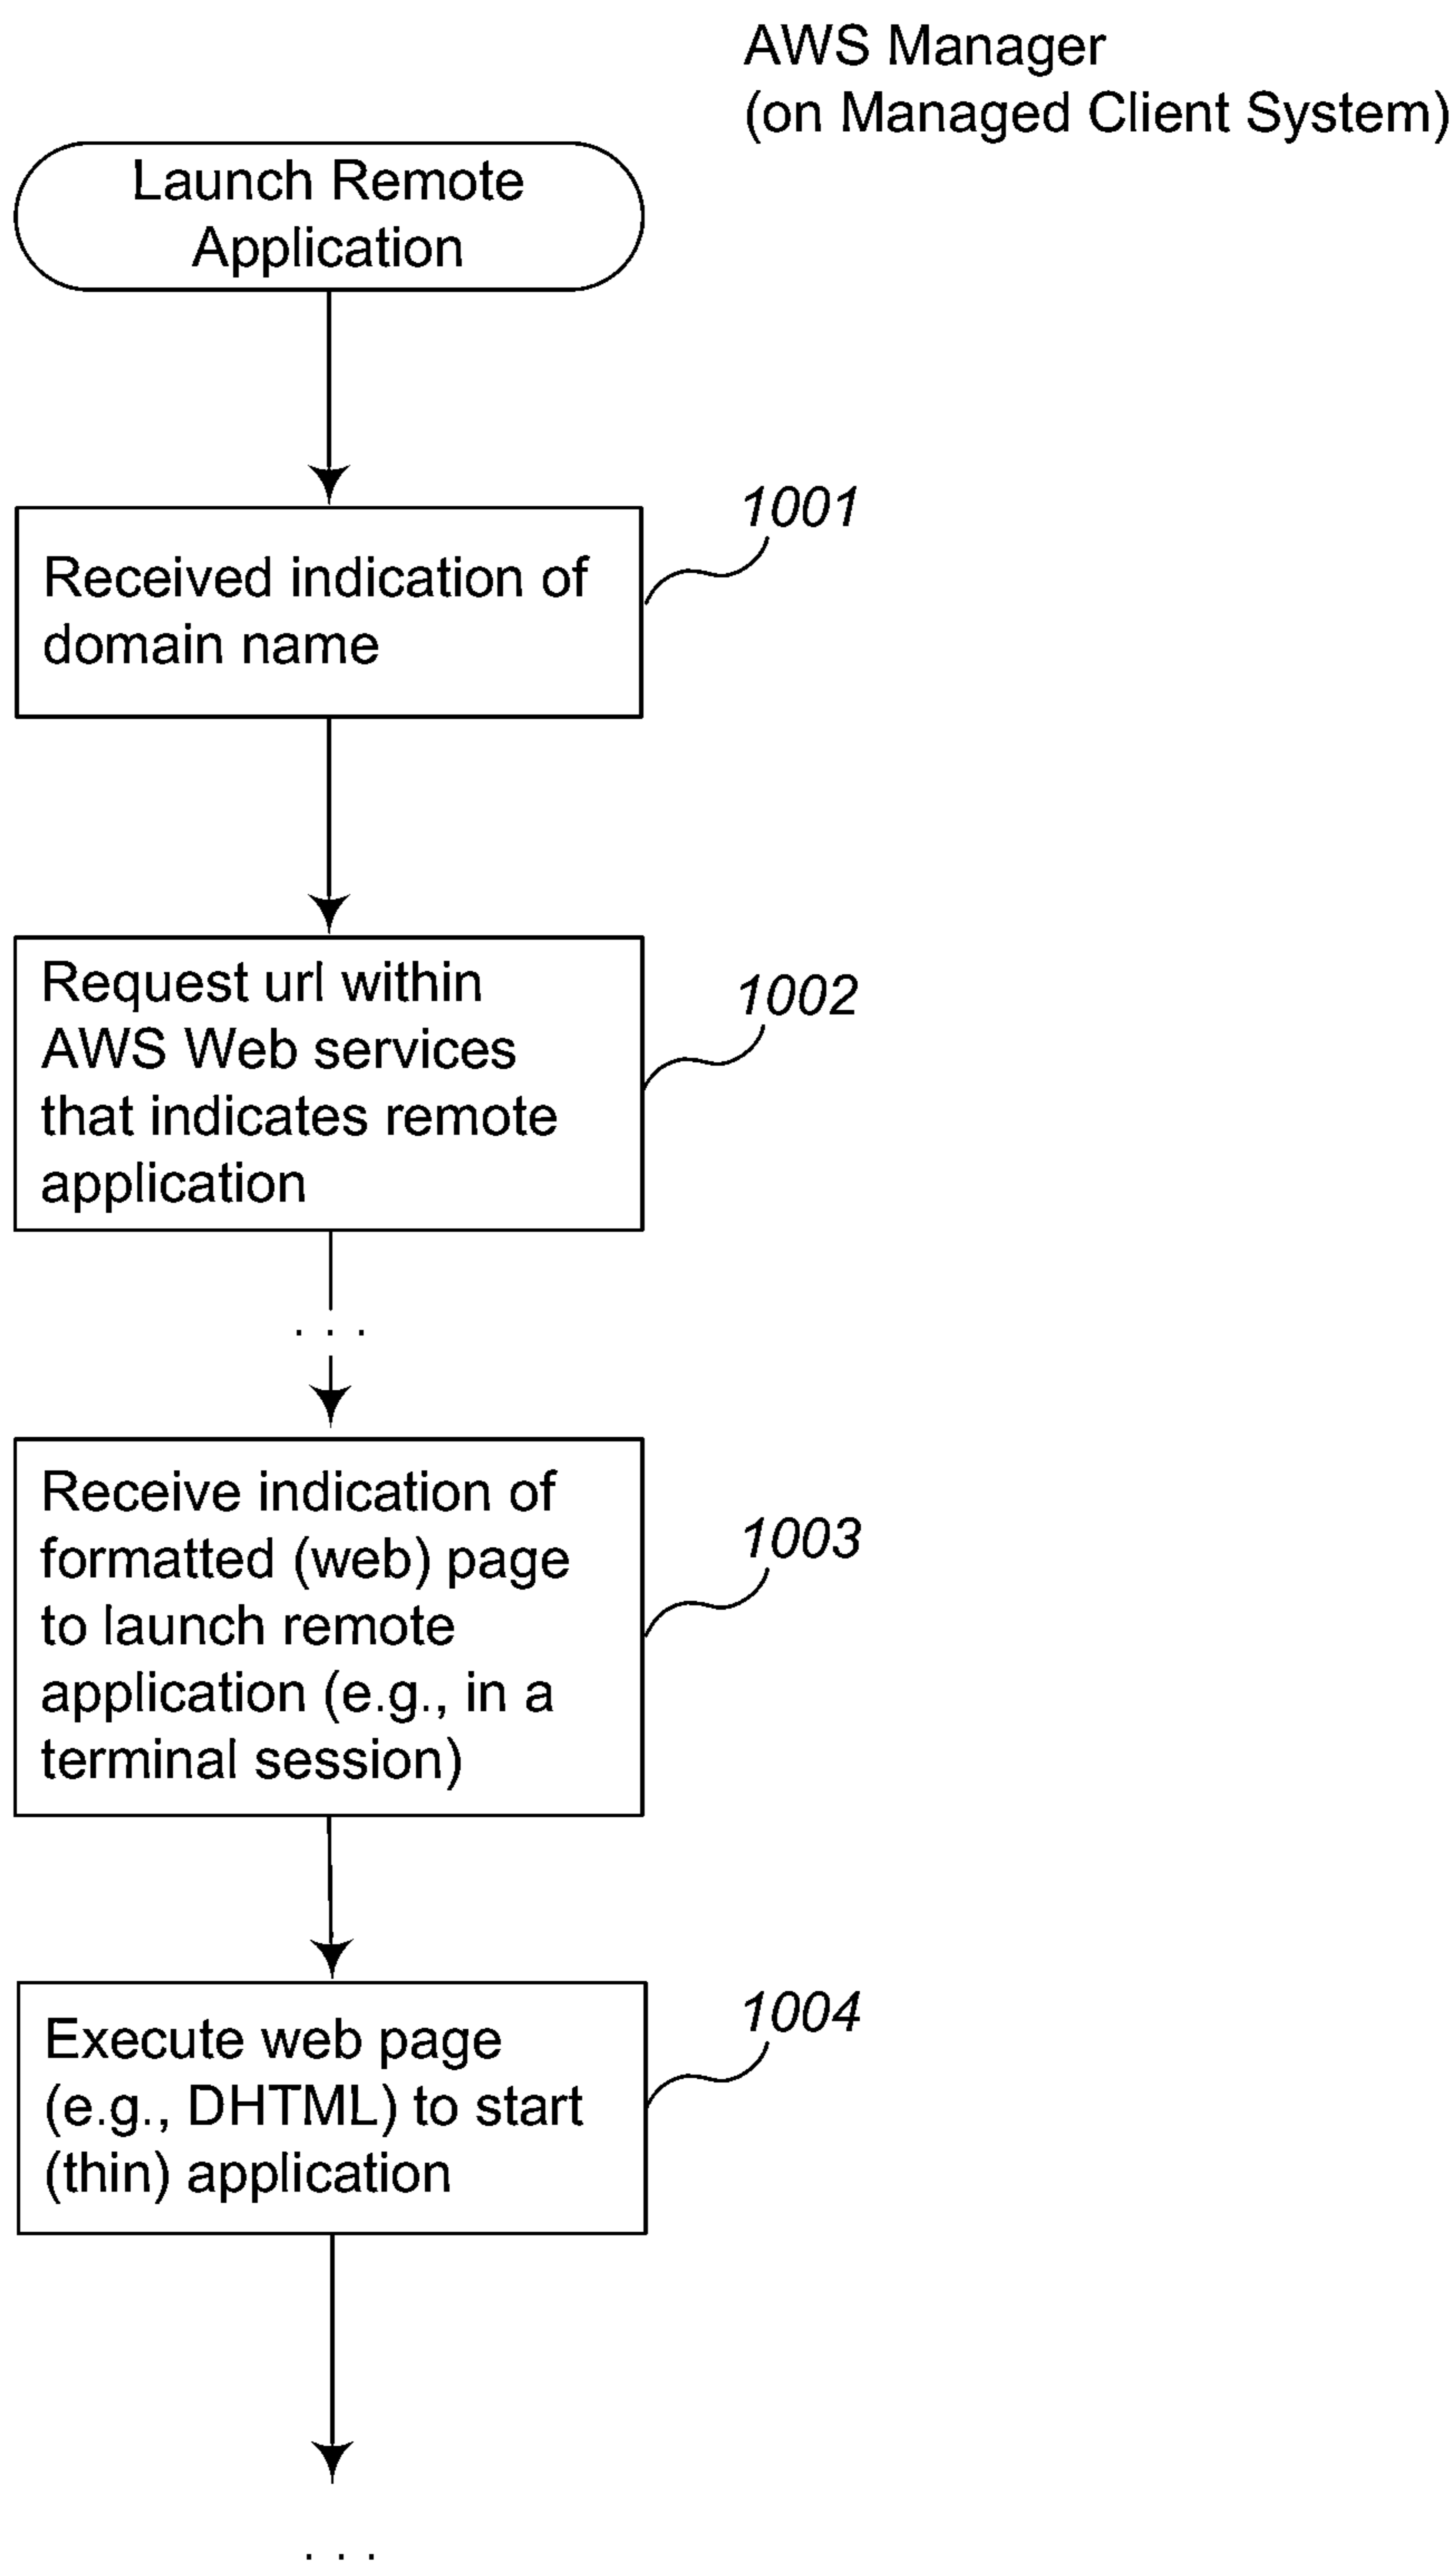 AWS Manager
(on Managed Client System)
Launch Remote
Application
1001
Received indication of
domain name
1002
Request url within
AWS Web services
that indicates remote
application
. . .
1003
Receive indication of
formatted (web) page
to launch remote
application (e.g., in a
terminal session)
1004
Execute web page
(e.g., DHTML) to start
(thin) application
. . .